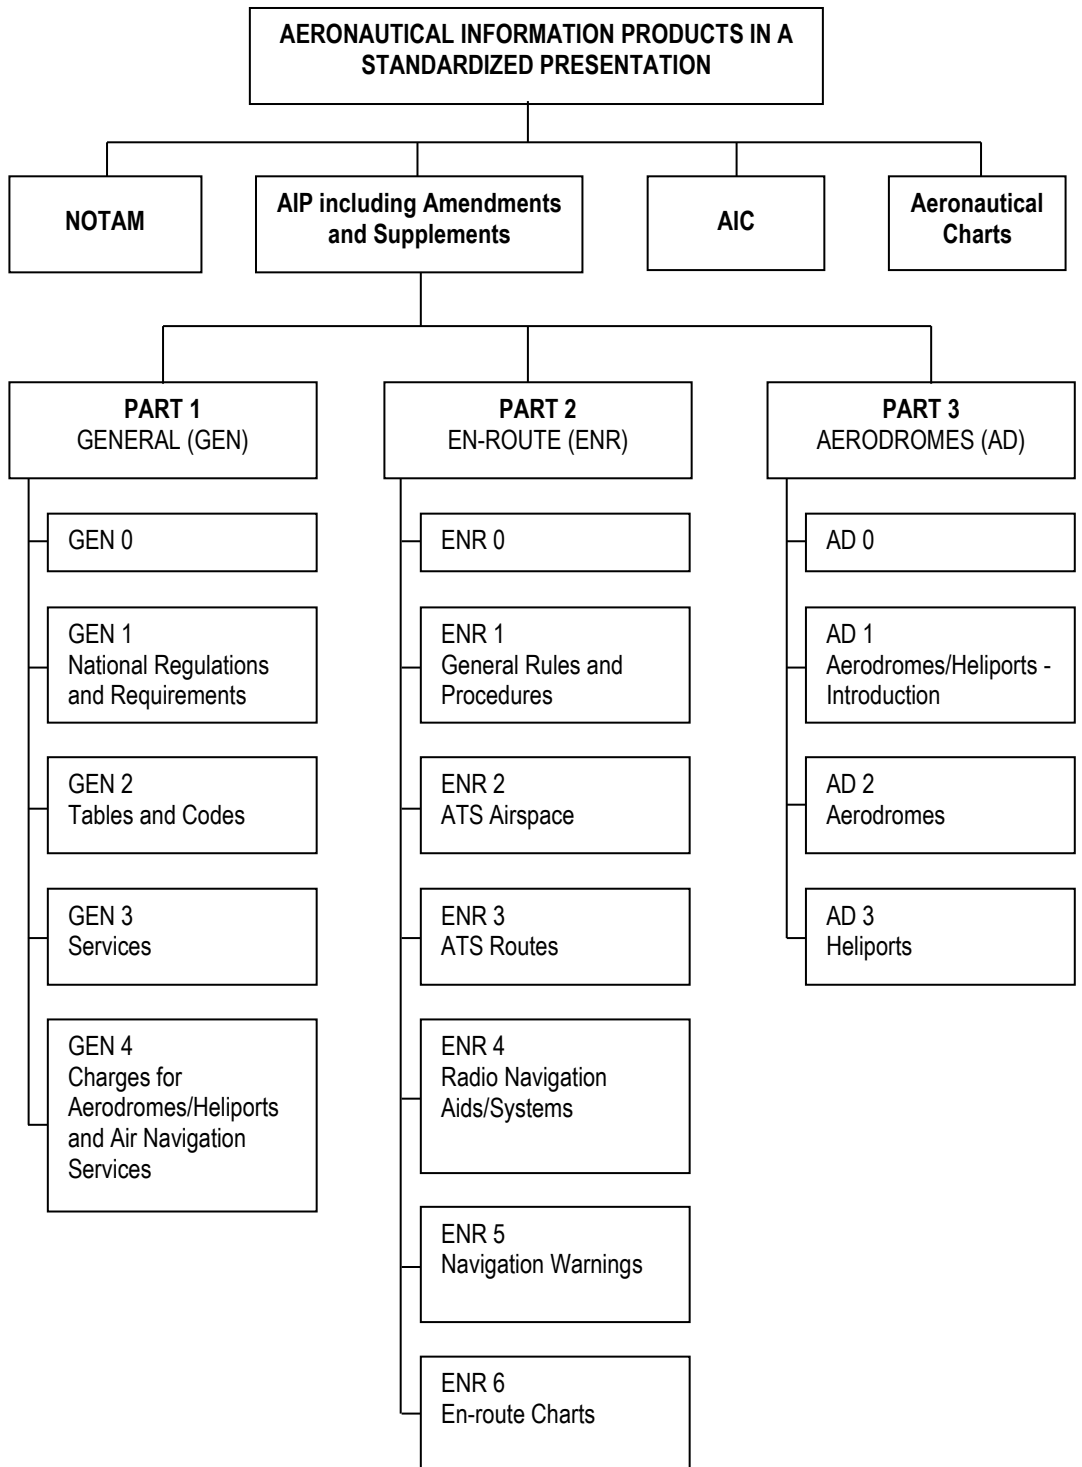 AERONAUTICAL INFORMATION PRODUCTS IN A
STANDARDIZED PRESENTATION
NOTAM
AIP including Amendments
and Supplements
AIC
Aeronautical
Charts
PART 1
GENERAL (GEN)
PART 2
EN-ROUTE (ENR)
PART 3
AERODROMES (AD)
GEN 0
GEN 1
National Regulations
and Requirements
GEN 2
Tables and Codes
GEN 3
Services
GEN 4
Charges for
Aerodromes/Heliports
and Air Navigation
Services
ENR 0
ENR 1
General Rules and
Procedures
ENR 2
ATS Airspace
ENR 3
ATS Routes
ENR 4
Radio Navigation
Aids/Systems
ENR 5
Navigation Warnings
ENR 6
En-route Charts
AD 0
AD 1
Aerodromes/Heliports -
Introduction
AD 2
Aerodromes
AD 3
Heliports